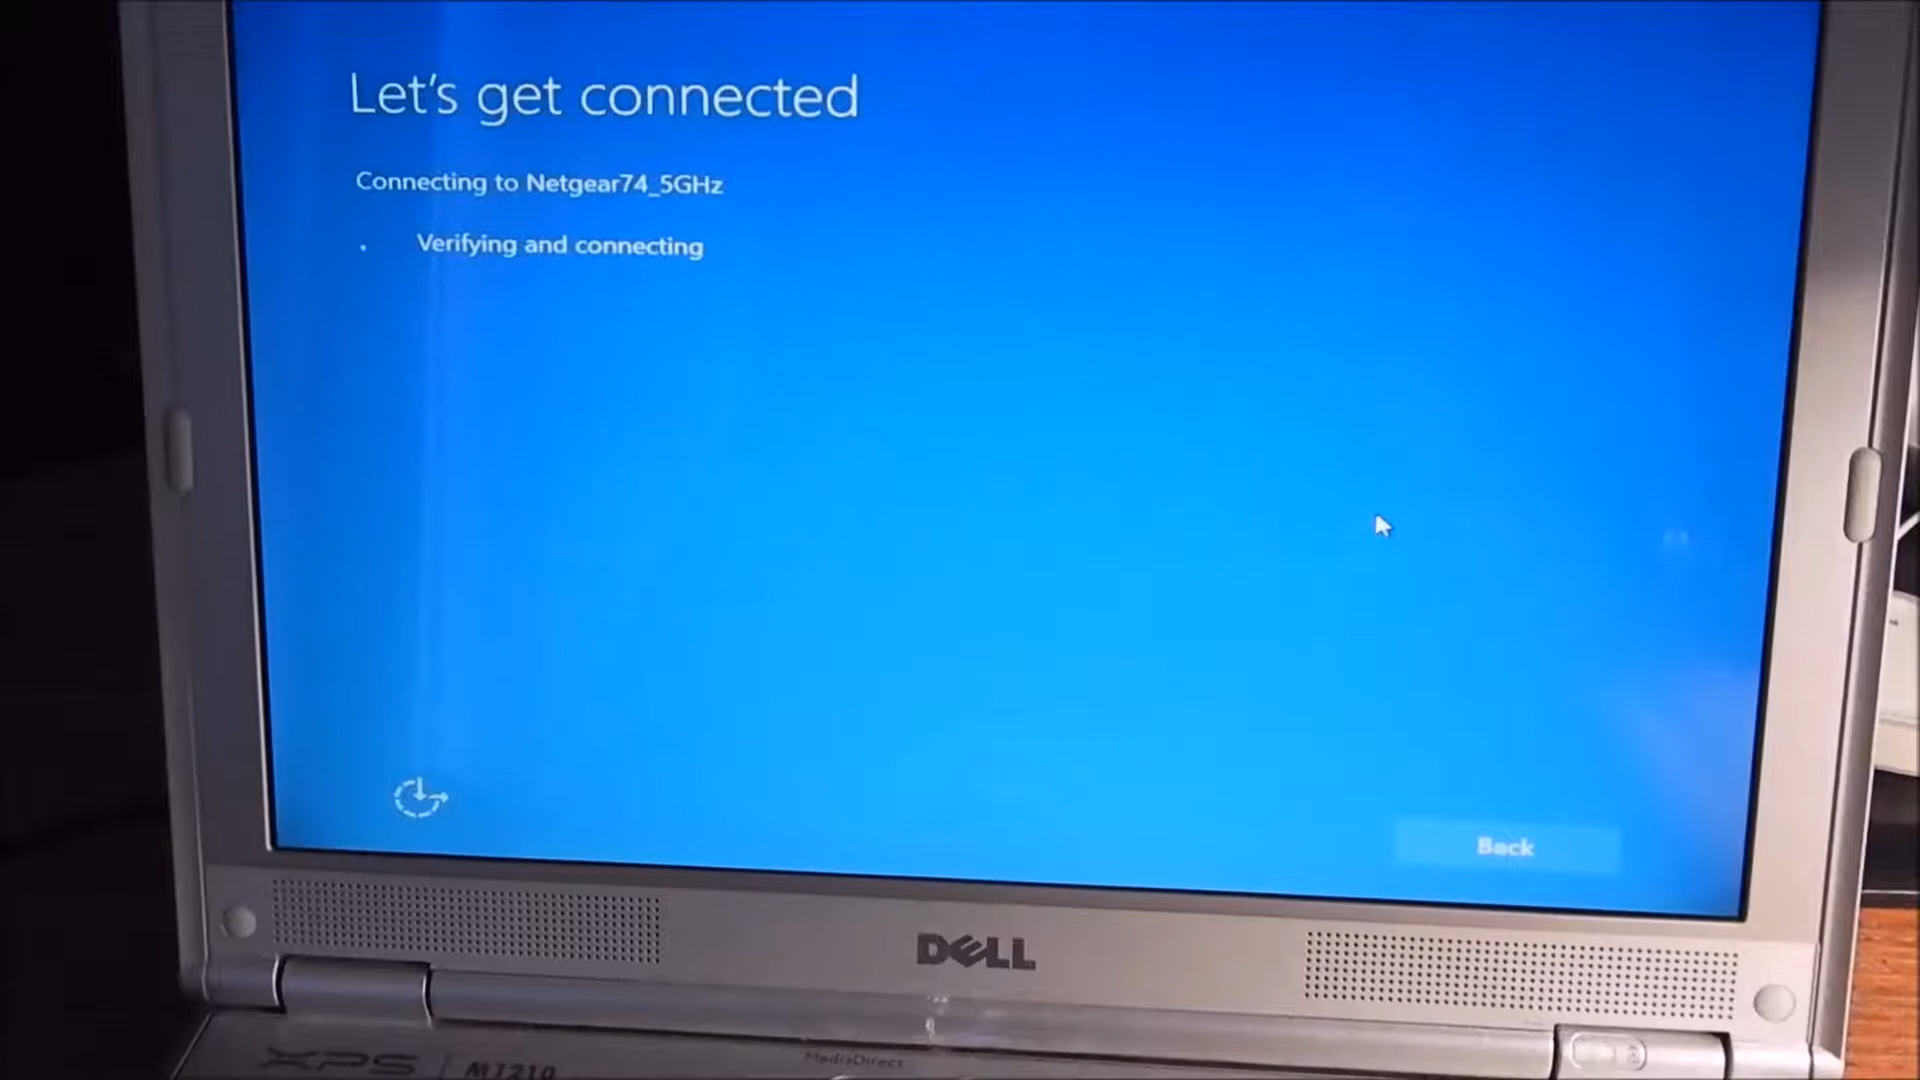 Let's get connected
Connecting to Netgear74_5GHz
Verifying and connecting
Back
DELL
XPS M1210
MediaDirect